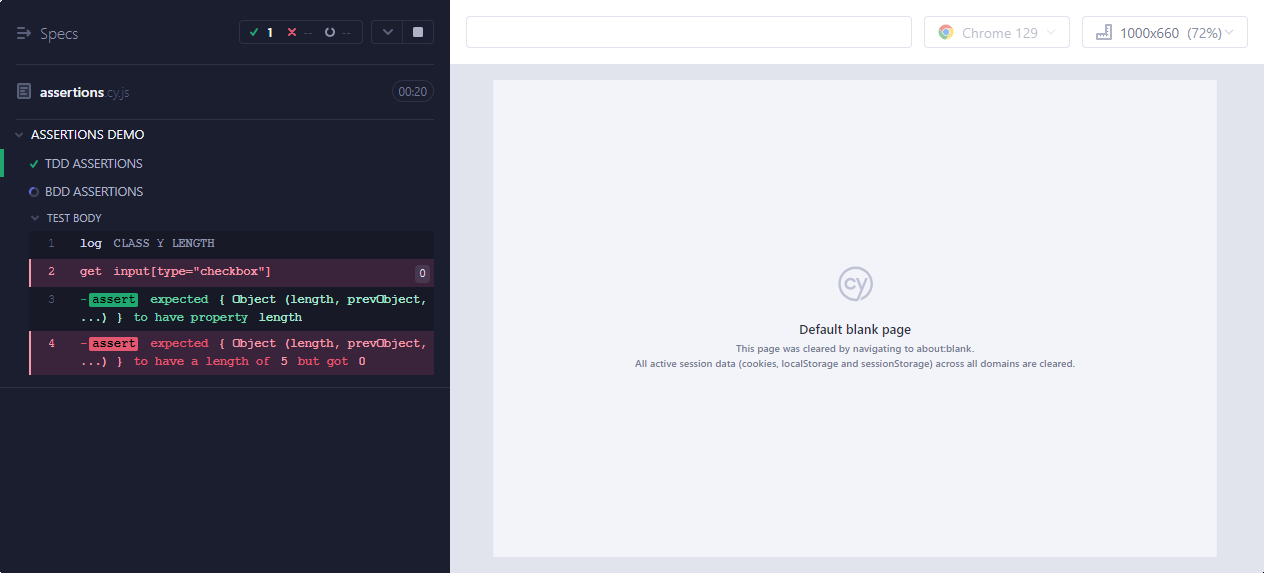 Specs
1 -- --
Chrome 129
1000x660 (72%)
assertions.cy.js
00:20
ASSERTIONS DEMO
TDD ASSERTIONS
BDD ASSERTIONS
TEST BODY
1 log CLASS Y LENGTH
2 get input[type="checkbox"] 0
3 -assert expected { Object (length, prevObject,
...) } to have property length
4 -assert expected { Object (length, prevObject,
...) } to have a length of 5 but got 0
cy
Default blank page
This page was cleared by navigating to about:blank.
All active session data (cookies, localStorage and sessionStorage) across all domains are cleared.